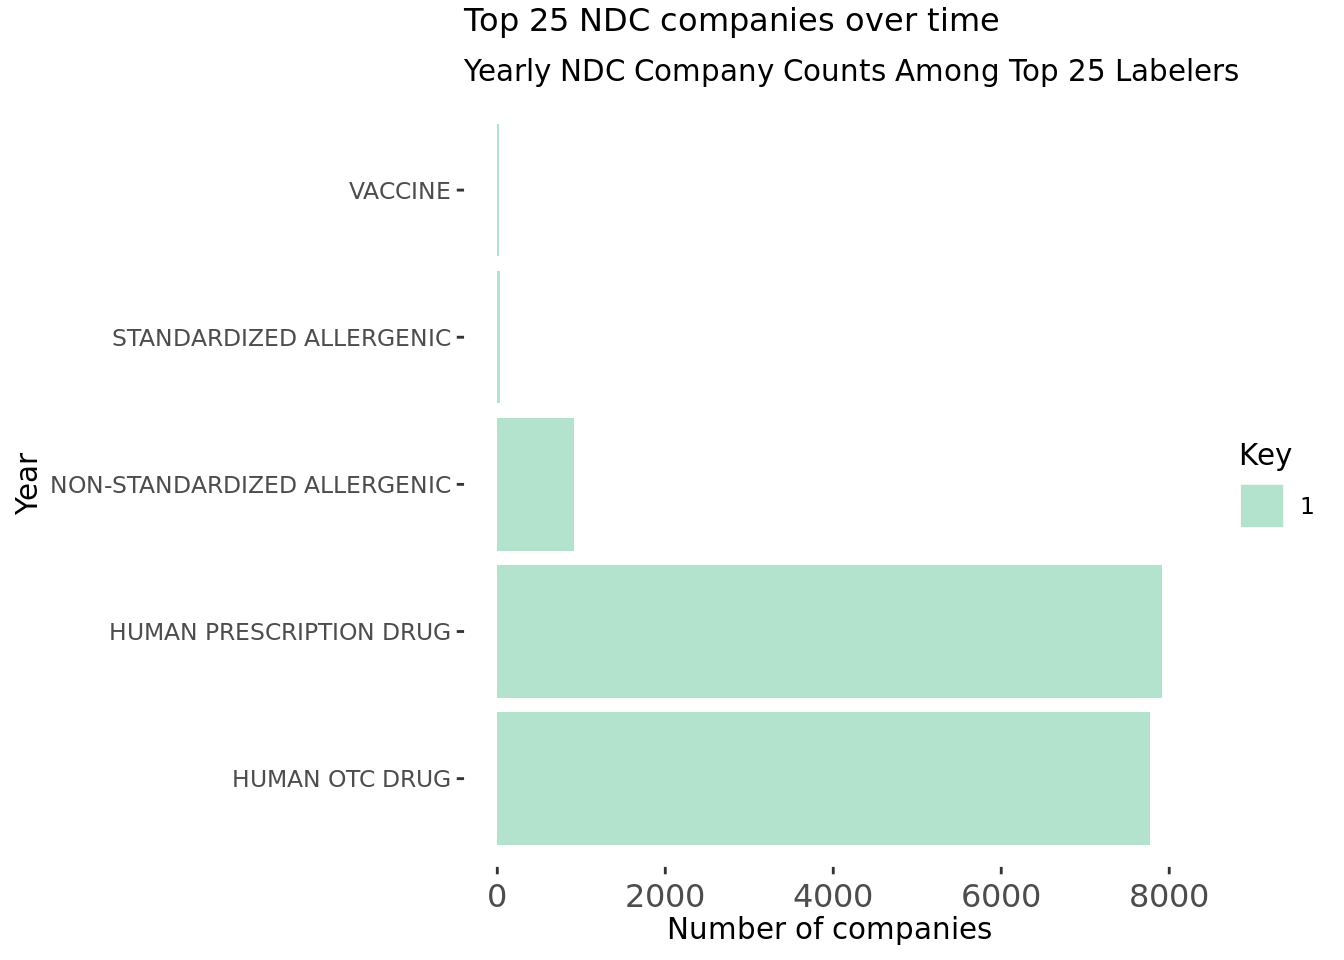 Top 25 NDC companies over time
Yearly NDC Company Counts Among Top 25 Labelers
VACCINE
STANDARDIZED ALLERGENIC
NON-STANDARDIZED ALLERGENIC
HUMAN PRESCRIPTION DRUG
HUMAN OTC DRUG
Year
0 2000 4000 6000 8000
Number of companies
Key
1